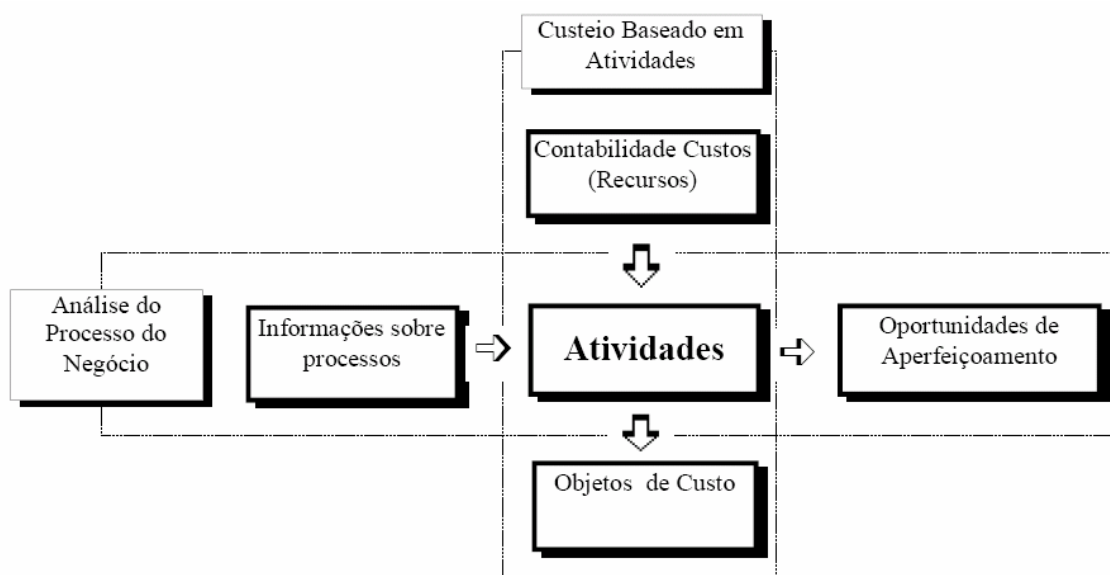 Custeio Baseado em
Atividades
Contabilidade Custos
(Recursos)
Análise do
Processo do
Negócio
Informações sobre
processos
Atividades
Oportunidades de
Aperfeiçoamento
Objetos de Custo